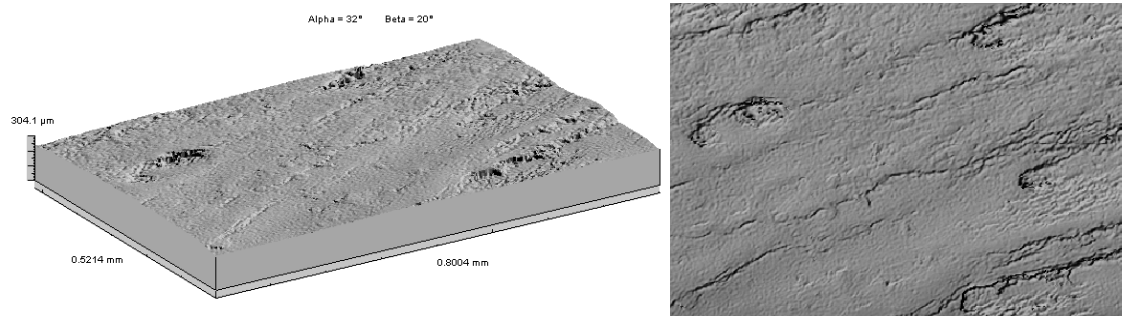 Alpha = 32° Beta = 20°
304.1 µm
0.5214 mm
0.8004 mm